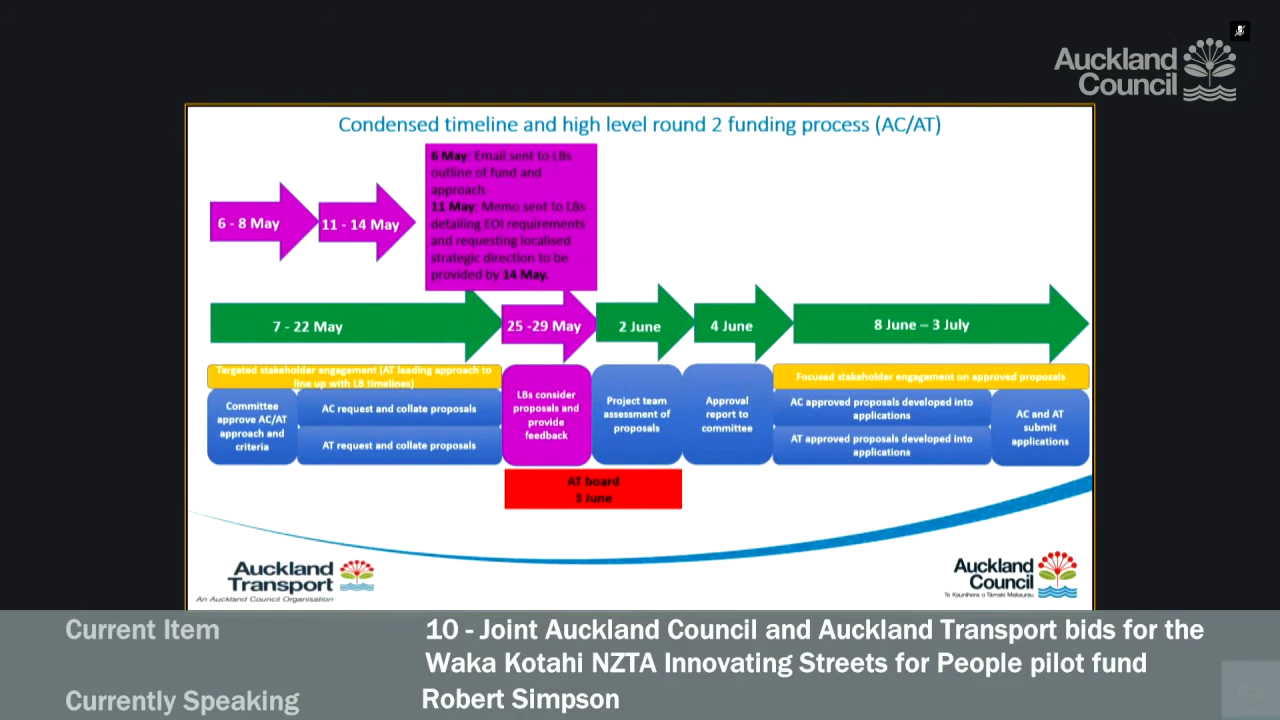 Auckland
Council
Condensed timeline and high level round 2 funding process (AC/AT)
6 May: Email sent to LBs
outline of fund and
approach
11 May: Memo sent to LBs
detailing EOI requirements
and requesting localised
strategic direction to be
provided by 14 May.
6 - 8 May
11 - 14 May
7 - 22 May
25 -29 May
2 June
4 June
8 June – 3 July
Targeted stakeholder engagement (AT leading approach to
line up with LB timelines)
Focused stakeholder engagement on approved proposals
Committee
approve AC/AT
approach and
criteria
AC request and collate proposals
AT request and collate proposals
LBs consider
proposals and
provide
feedback
Project team
assessment of
proposals
Approval
report to
committee
AC approved proposals developed into
applications
AT approved proposals developed into
applications
AC and AT
submit
applications
AT board
3 June
Auckland
Transport
An Auckland Council Organisation
Auckland
Council
Te Kaunihera o Tāmaki Makaurau
Current Item
10 - Joint Auckland Council and Auckland Transport bids for the
Waka Kotahi NZTA Innovating Streets for People pilot fund
Currently Speaking
Robert Simpson